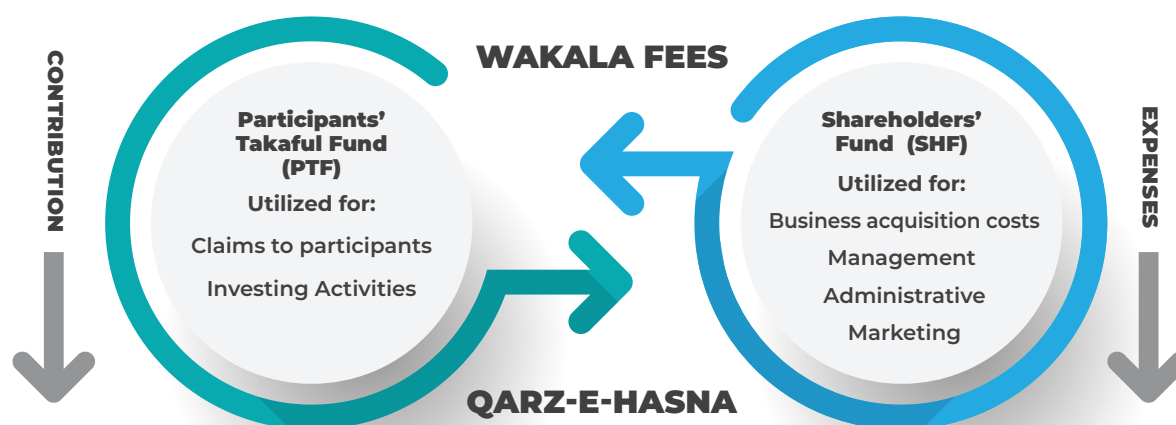 CONTRIBUTION
WAKALA FEES
Participants’
Takaful Fund
(PTF)
Utilized for:
Claims to participants
Investing Activities
Shareholders’
Fund (SHF)
Utilized for:
Business acquisition costs
Management
Administrative
Marketing
EXPENSES
QARZ-E-HASNA